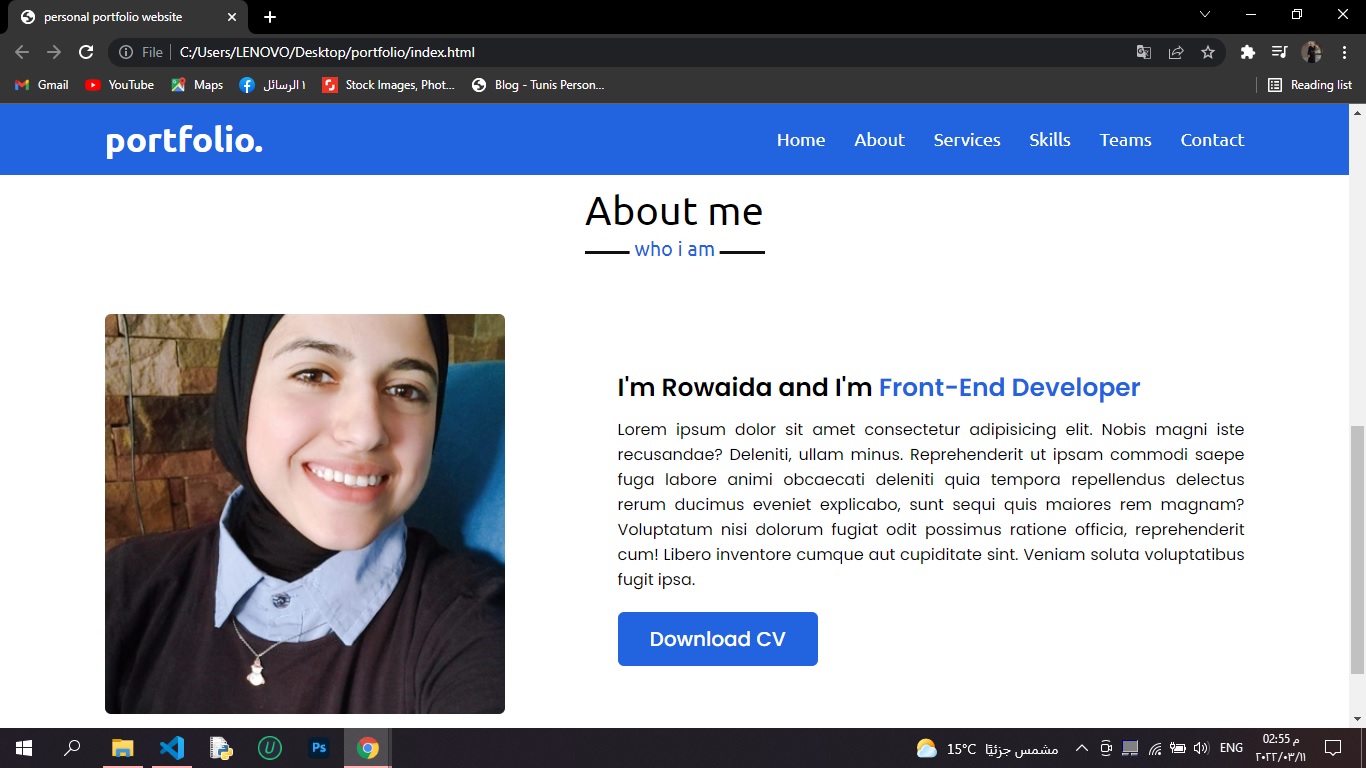 personal portfolio website
File C:/Users/LENOVO/Desktop/portfolio/index.html
Gmail YouTube Maps ١ الرسائل Stock Images, Phot... Blog - Tunis Person... Reading list
portfolio. Home About Services Skills Teams Contact
About me
who i am
I'm Rowaida and I'm Front-End Developer
Lorem ipsum dolor sit amet consectetur adipisicing elit. Nobis magni iste
recusandae? Deleniti, ullam minus. Reprehenderit ut ipsam commodi saepe
fuga labore animi obcaecati deleniti quia tempora repellendus delectus
rerum ducimus eveniet explicabo, sunt sequi quis maiores rem magnam?
Voluptatum nisi dolorum fugiat odit possimus ratione officia, reprehenderit
cum! Libero inventore cumque aut cupiditate sint. Veniam soluta voluptatibus
fugit ipsa.
Download CV
Ps 15°C مشمس جزئيًا ENG 02:55 م
٢٠٢٢/٠٣/١١